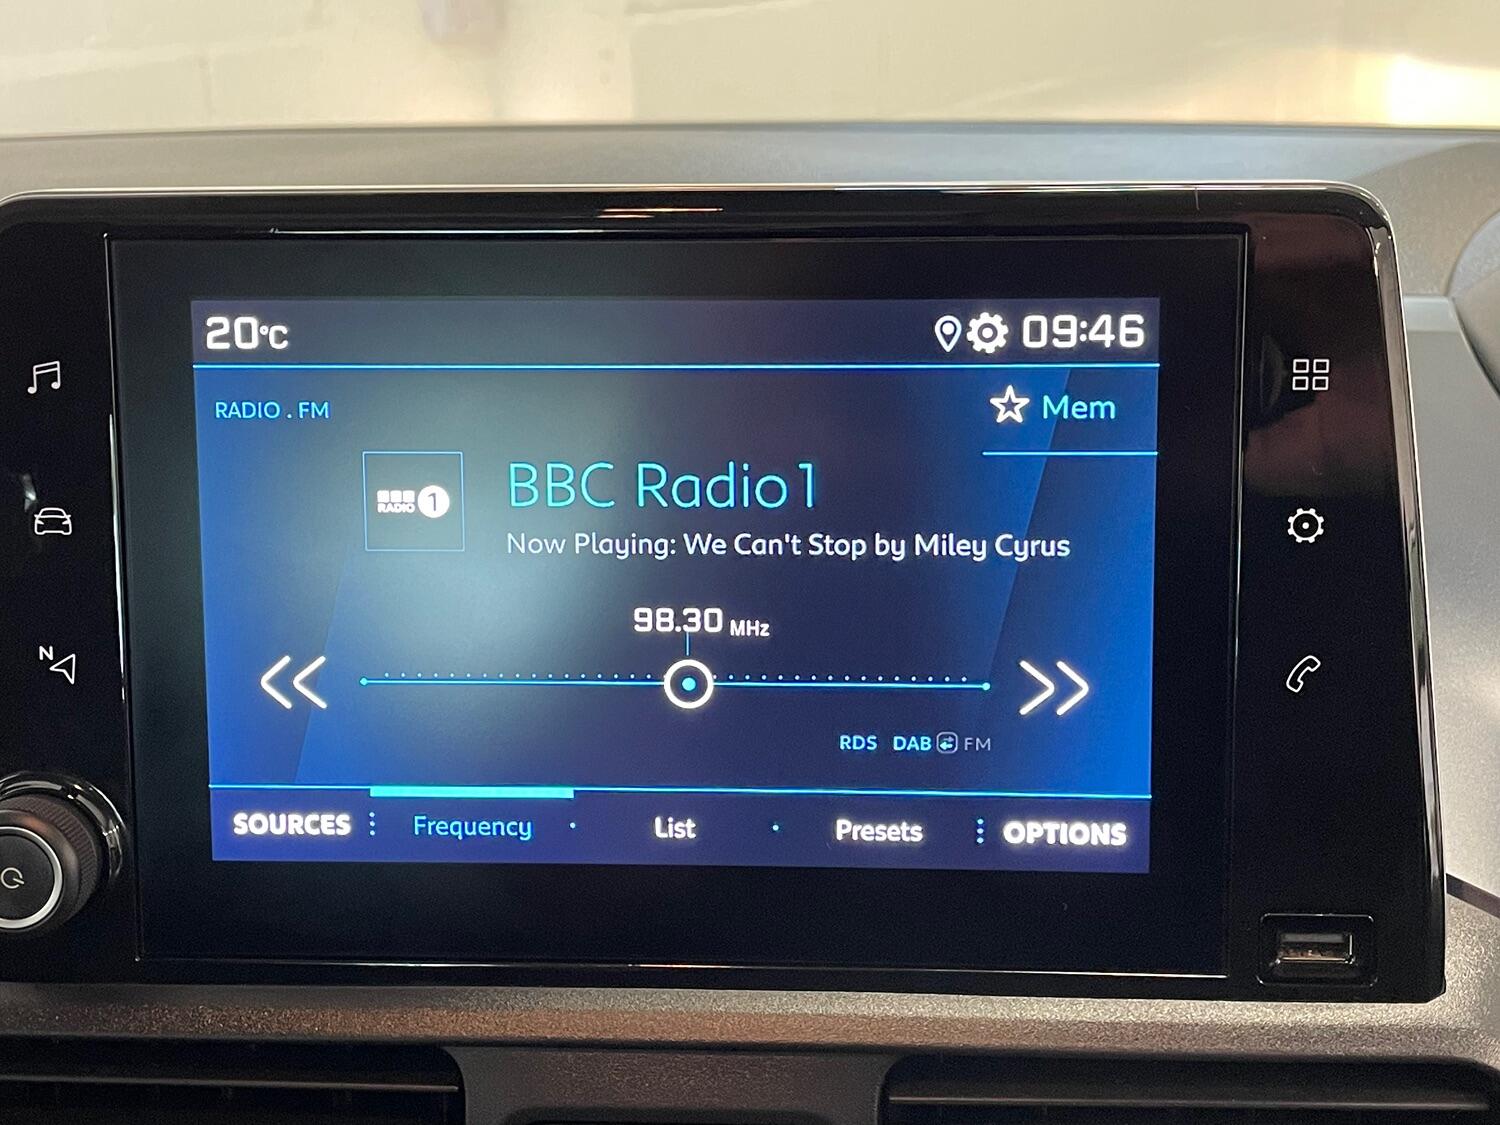 20°C 09:46
RADIO . FM
Mem
BBC Radio1
RADIO 1
Now Playing: We Can't Stop by Miley Cyrus
98.30 MHz
N
RDS DAB FM
SOURCES Frequency List Presets OPTIONS